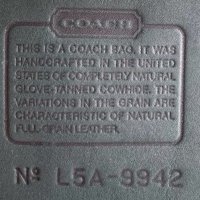 COACH
THIS IS A COACH BAG. IT WAS
HANDCRAFTED IN THE UNITED
STATES OF COMPLETELY NATURAL
GLOVE-TANNED COWHIDE. THE
VARIATIONS IN THE GRAIN ARE
CHARACTERISTIC OF NATURAL
FULL GRAIN LEATHER.
Nº L5A-9942